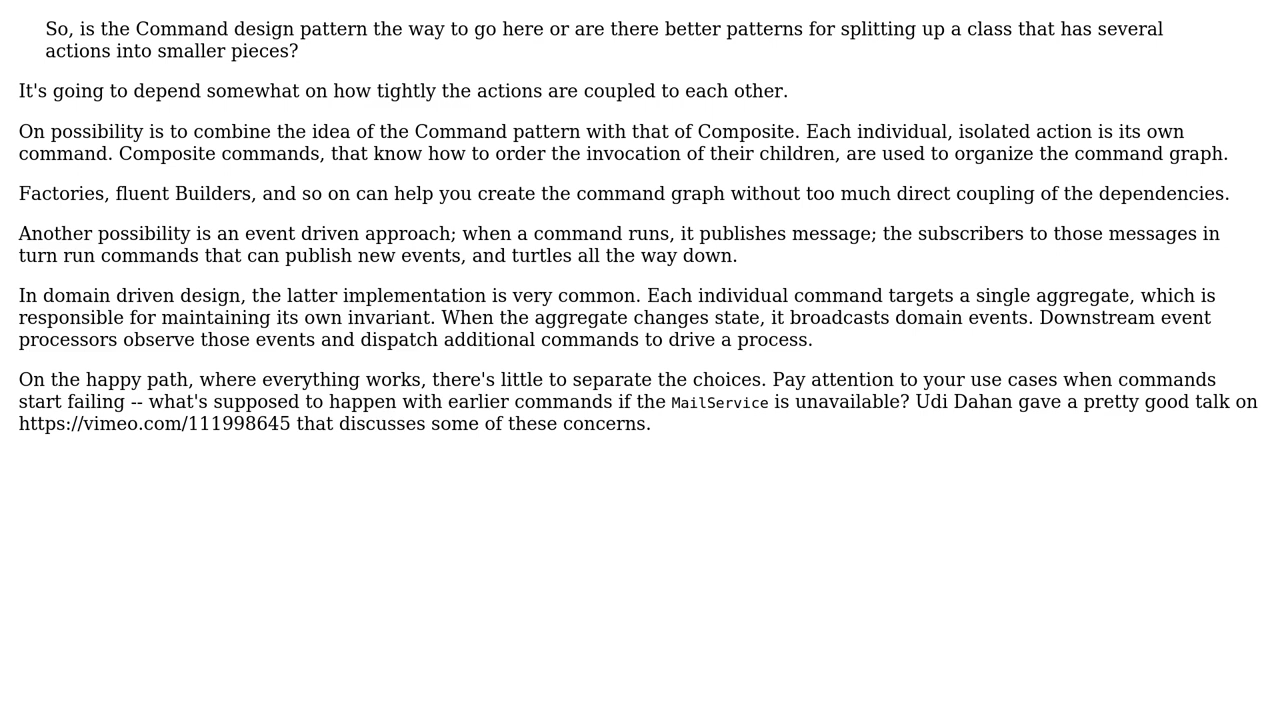 So, is the Command design pattern the way to go here or are there better patterns for splitting up a class that has several
actions into smaller pieces?
It's going to depend somewhat on how tightly the actions are coupled to each other.
On possibility is to combine the idea of the Command pattern with that of Composite. Each individual, isolated action is its own
command. Composite commands, that know how to order the invocation of their children, are used to organize the command graph.
Factories, fluent Builders, and so on can help you create the command graph without too much direct coupling of the dependencies.
Another possibility is an event driven approach; when a command runs, it publishes message; the subscribers to those messages in
turn run commands that can publish new events, and turtles all the way down.
In domain driven design, the latter implementation is very common. Each individual command targets a single aggregate, which is
responsible for maintaining its own invariant. When the aggregate changes state, it broadcasts domain events. Downstream event
processors observe those events and dispatch additional commands to drive a process.
On the happy path, where everything works, there's little to separate the choices. Pay attention to your use cases when commands
start failing -- what's supposed to happen with earlier commands if the MailService is unavailable? Udi Dahan gave a pretty good talk on
https://vimeo.com/111998645 that discusses some of these concerns.